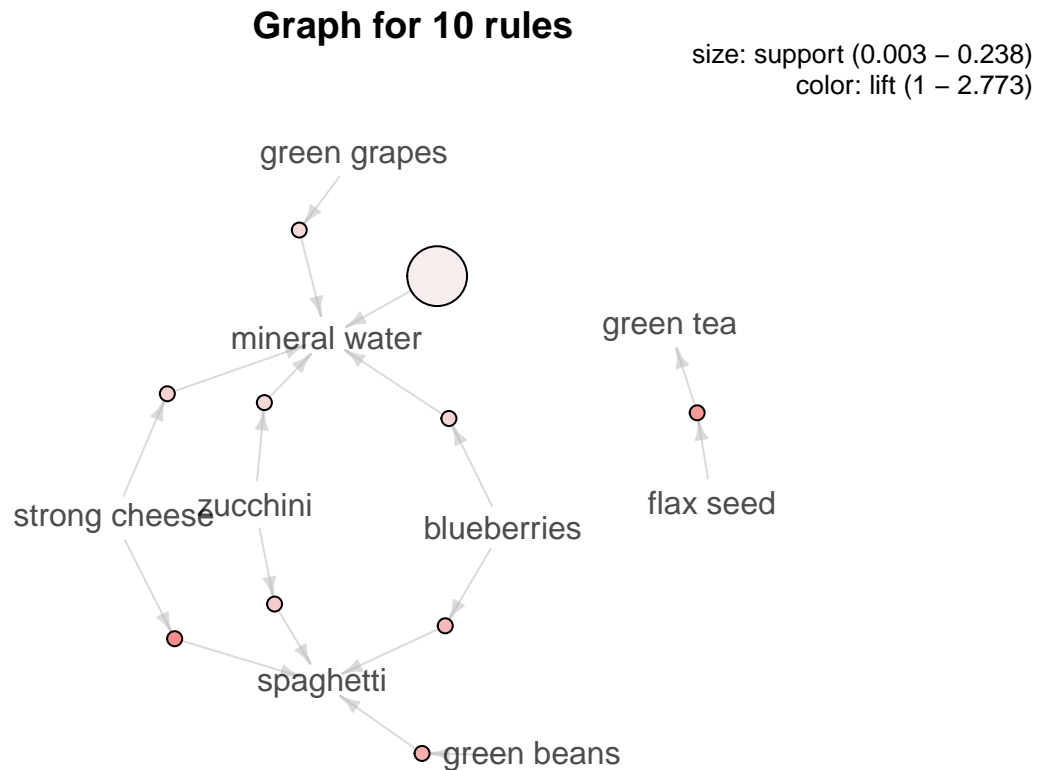 Graph for 10 rules
size: support (0.003 − 0.238)
color: lift (1 − 2.773)
green grapes
mineral water
green tea
strong cheese
zucchini
blueberries
flax seed
spaghetti
green beans